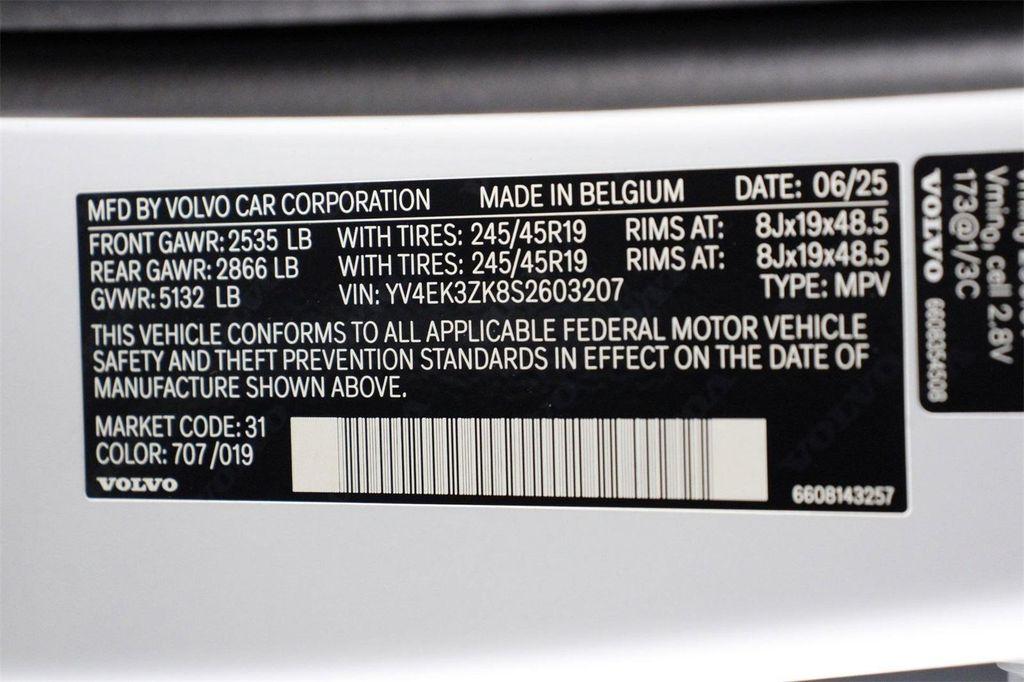 MFD BY VOLVO CAR CORPORATION MADE IN BELGIUM DATE: 06/25
FRONT GAWR: 2535 LB WITH TIRES: 245/45R19 RIMS AT: 8Jx19x48.5
REAR GAWR: 2866 LB WITH TIRES: 245/45R19 RIMS AT: 8Jx19x48.5
GVWR: 5132 LB VIN: YV4EK3ZK8S2603207 TYPE: MPV
THIS VEHICLE CONFORMS TO ALL APPLICABLE FEDERAL MOTOR VEHICLE
SAFETY AND THEFT PREVENTION STANDARDS IN EFFECT ON THE DATE OF
MANUFACTURE SHOWN ABOVE.
MARKET CODE: 31
COLOR: 707/019
VOLVO
6608143257
Vming, cell 2.8V
173@1/3C
VOLVO 6608354506